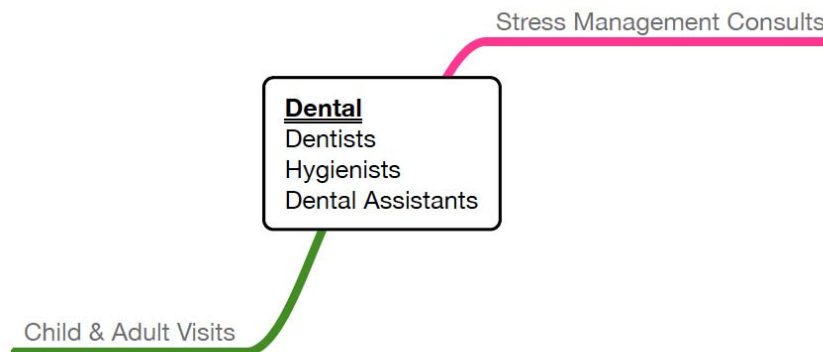 Stress Management Consults
Dental
Dentists
Hygienists
Dental Assistants
Child & Adult Visits